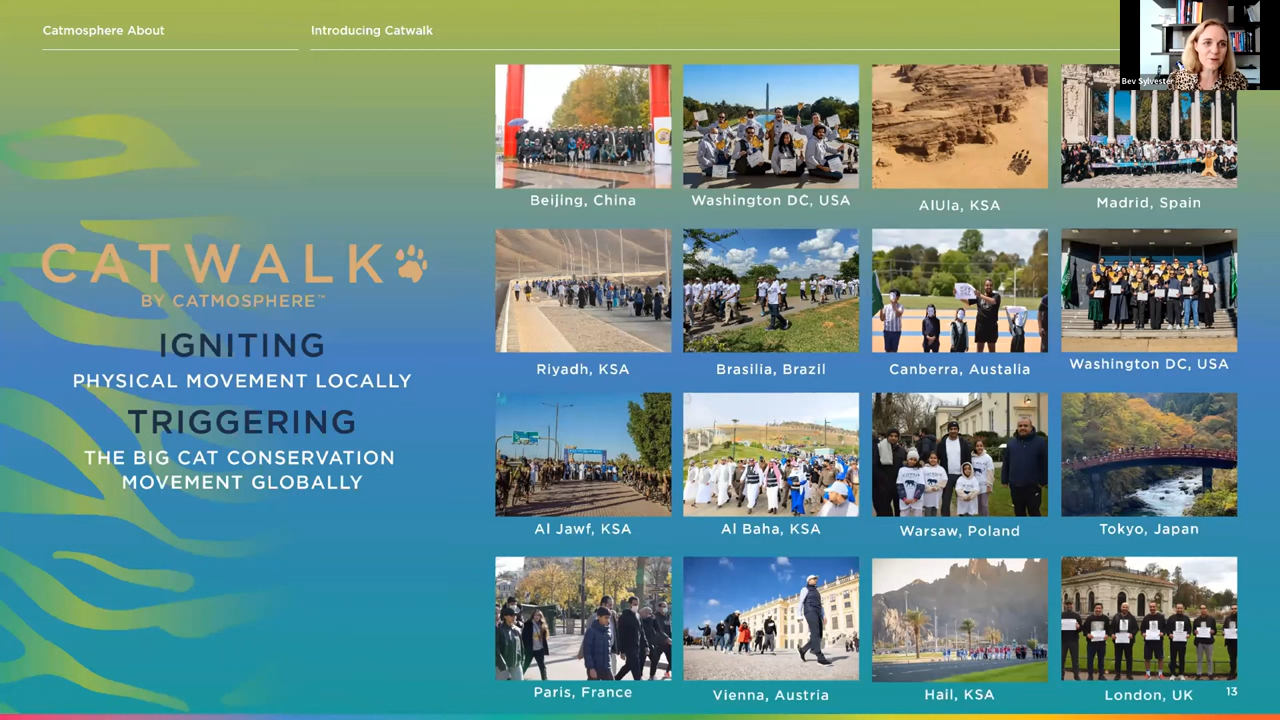 Catmosphere About
Introducing Catwalk
Bev Sylvester
CATWALK
BY CATMOSPHERE™
IGNITING
PHYSICAL MOVEMENT LOCALLY
TRIGGERING
THE BIG CAT CONSERVATION
MOVEMENT GLOBALLY
Beijing, China
Washington DC, USA
AlUla, KSA
Madrid, Spain
Riyadh, KSA
Brasilia, Brazil
Canberra, Austalia
Washington DC, USA
Al Jawf, KSA
Al Baha, KSA
Warsaw, Poland
Tokyo, Japan
Paris, France
Vienna, Austria
Hail, KSA
London, UK
13